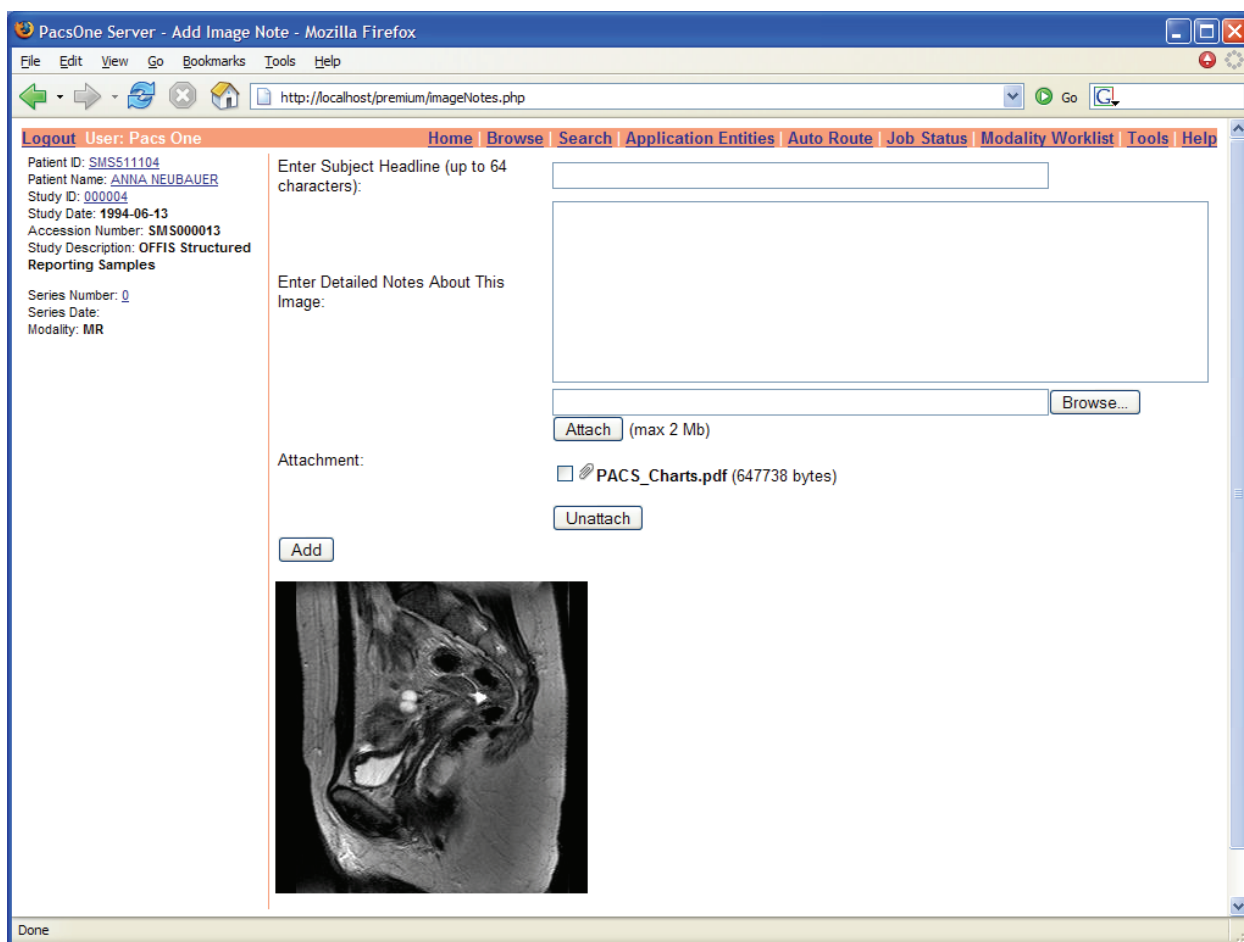 PacsOne Server - Add Image Note - Mozilla Firefox
File Edit View Go Bookmarks Tools Help
http://localhost/premium/imageNotes.php Go G
Logout User: Pacs One Home | Browse | Search | Application Entities | Auto Route | Job Status | Modality Worklist | Tools | Help
Patient ID: SMS511104
Patient Name: ANNA NEUBAUER
Study ID: 000004
Study Date: 1994-06-13
Accession Number: SMS000013
Study Description: OFFIS Structured
Reporting Samples
Series Number: 0
Series Date:
Modality: MR
Enter Subject Headline (up to 64
characters):
Enter Detailed Notes About This
Image:
Browse...
Attach (max 2 Mb)
Attachment:
PACS_Charts.pdf (647738 bytes)
Unattach
Add
Done